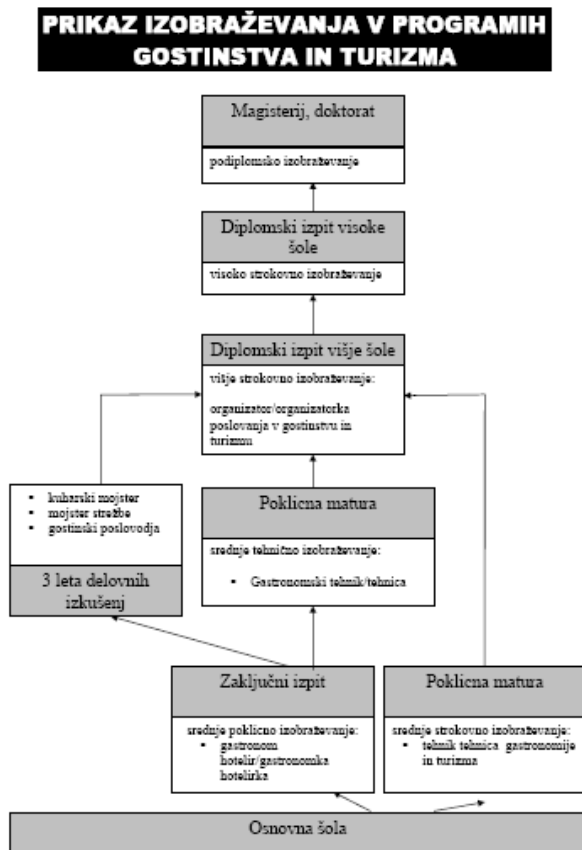 PRIKAZ IZOBRAŽEVANJA V PROGRAMIH
GOSTINSTVA IN TURIZMA
Magisterij, doktorat
podiplomsko izobraževanje
Diplomski izpit visoke
šole
visoko strokovno izobraževanje
Diplomski izpit višje šole
višje strokovno izobraževanje:
organizator/organizatorka
poslovanja v gostinstvu in
turizmu
▪ kuharski mojster
▪ mojster strežbe
▪ gostinski poslovodja
3 leta delovnih
izkušenj
Poklicna matura
srednje tehnično izobraževanje:
▪ Gastronomski tehnik/tehnica
Zaključni izpit
srednje poklicno izobraževanje:
▪ gastronom
hotelir/gastronomka
hotelirka
Poklicna matura
srednje strokovno izobraževanje:
▪ tehnik tehnica gastronomije
in turizma
Osnovna šola